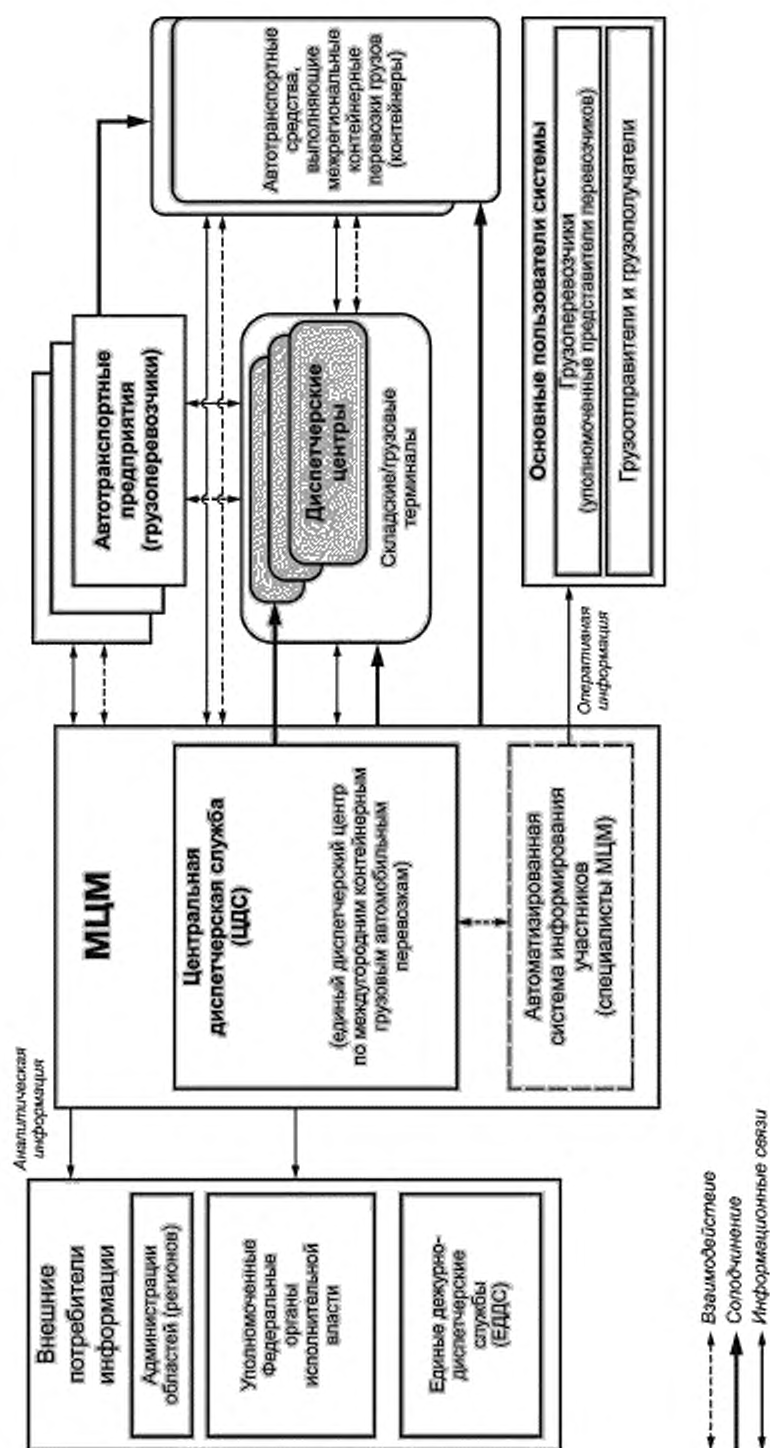 Внешние
потребители
информации
Администрации
областей (регионов)
Уполномоченные
Федеральные
органы
исполнительной
власти
Единые дежурно-
диспетчерские
службы
(ЕДДС)
Аналитическая
информация
МЦМ
Центральная
диспетчерская служба
(ЦДС)
(единый диспетчерский центр
по междугородним контейнерным
грузовым автомобильным
перевозкам)
Автоматизированная
система информирования
участников
(специалисты МЦМ)
Оперативная
информация
Автотранспортные
предприятия
(грузоперевозчики)
Диспетчерские
центры
Складские/грузовые
терминалы
Автотранспортные
средства,
выполняющие
межрегиональные
контейнерные
перевозки грузов
(контейнеры)
Основные пользователи системы
Грузоперевозчики
(уполномоченные представители перевозчиков)
Грузоотправители и грузополучатели
Взаимодействие
Соподчинение
Информационные связи